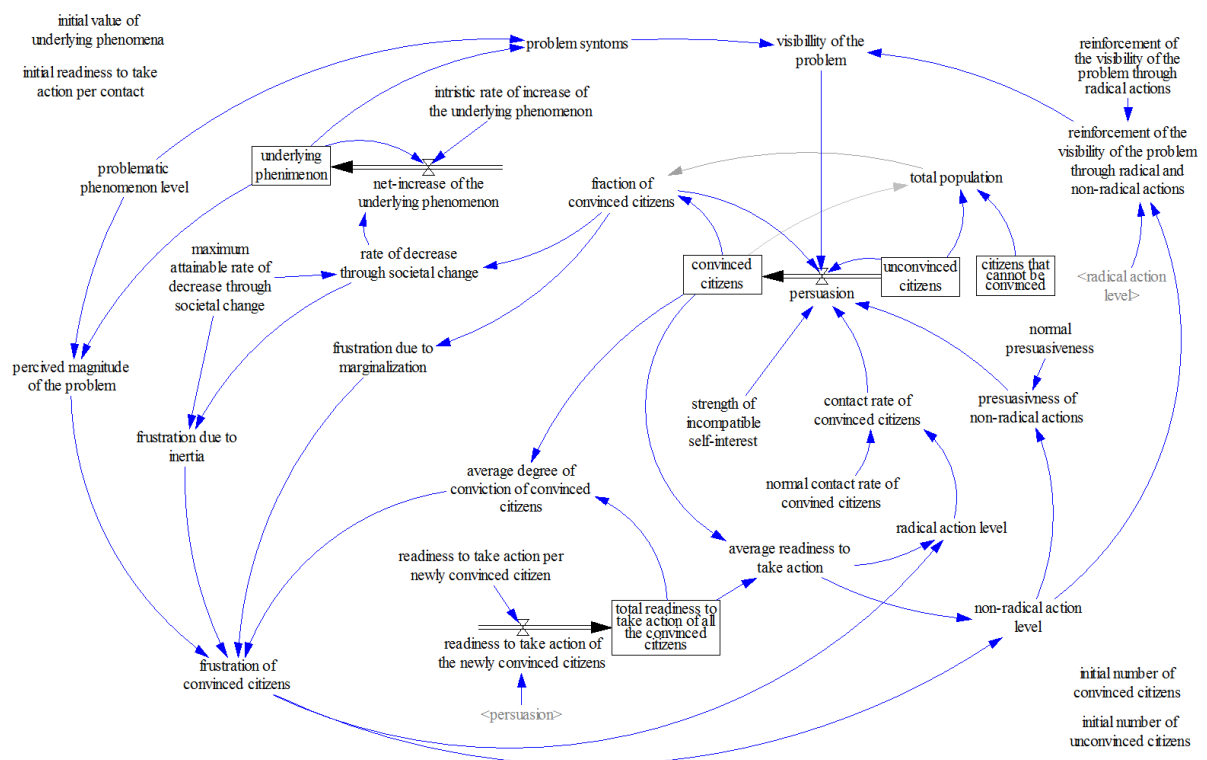 initial value of
underlying phenomena
initial readiness to take
action per contact
problem syntoms
visibility of the
problem
reinforcement of
the visibility of the
problem through
radical actions
intristic rate of increase of
the underlying phenomenon
underlying
phenimenon
net-increase of the
underlying phenomenon
problematic
phenomenon level
fraction of
convinced citizens
total population
reinforcement of the
visibility of the problem
through radical and
non-radical actions
maximum
attainable rate of
decrease through
societal change
rate of decrease
through societal change
convinced
citizens
persuasion
unconvinced
citizens
citizens that
cannot be
convinced
<radical action
level>
percived magnitude
of the problem
frustration due to
marginalization
normal
presuasiveness
strength of
incompatible
self-interest
contact rate of
convinced citizens
presuasivness of
non-radical actions
frustration due to
inertia
average degree of
conviction of convinced
citizens
normal contact rate of
convined citizens
radical action level
readiness to take action per
newly convinced citizen
average readiness to
take action
total readiness to
take action of all
the convinced
citizens
non-radical action
level
readiness to take action of
the newly convinced citizens
frustration of
convinced citizens
<persuasion>
initial number of
convinced citizens
initial number of
unconvinced citizens